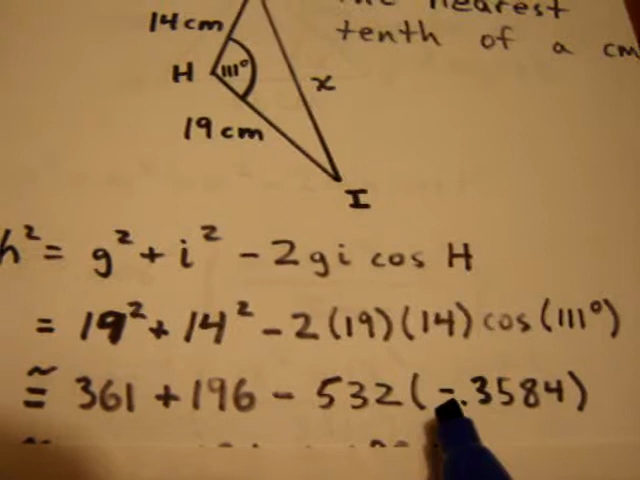 14cm
nearest
tenth of a cm
H
111°
x
19cm
I
h² = g² + i² - 2gi cos H
= 19² + 14² - 2(19)(14) cos(111°)
≅ 361 + 196 - 532(-.3584)